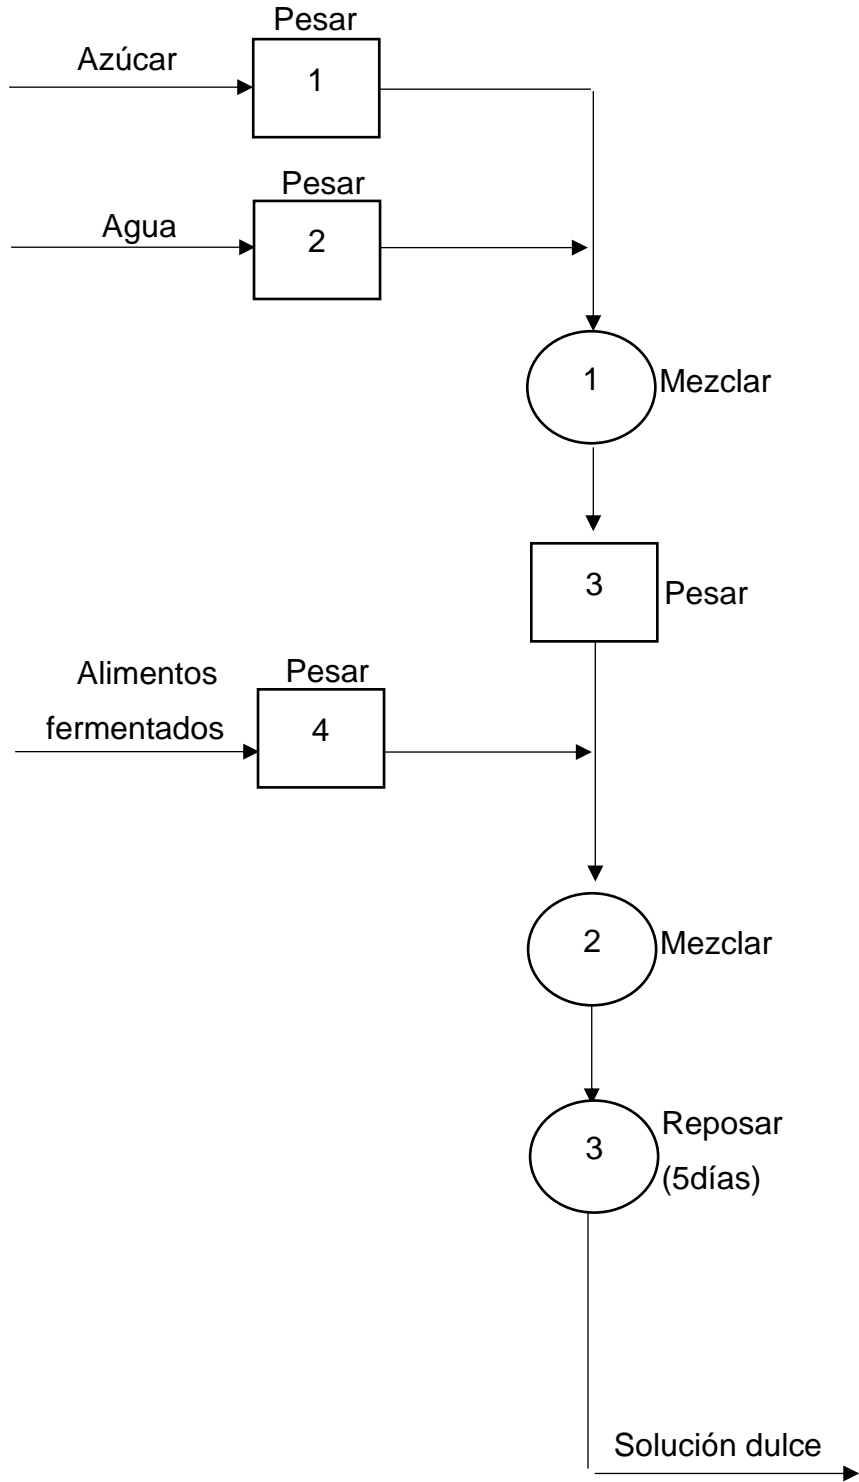 Pesar
Azúcar
1
Pesar
Agua
2
1
Mezclar
3
Pesar
Alimentos
fermentados
Pesar
4
2
Mezclar
3
Reposar
(5días)
Solución dulce